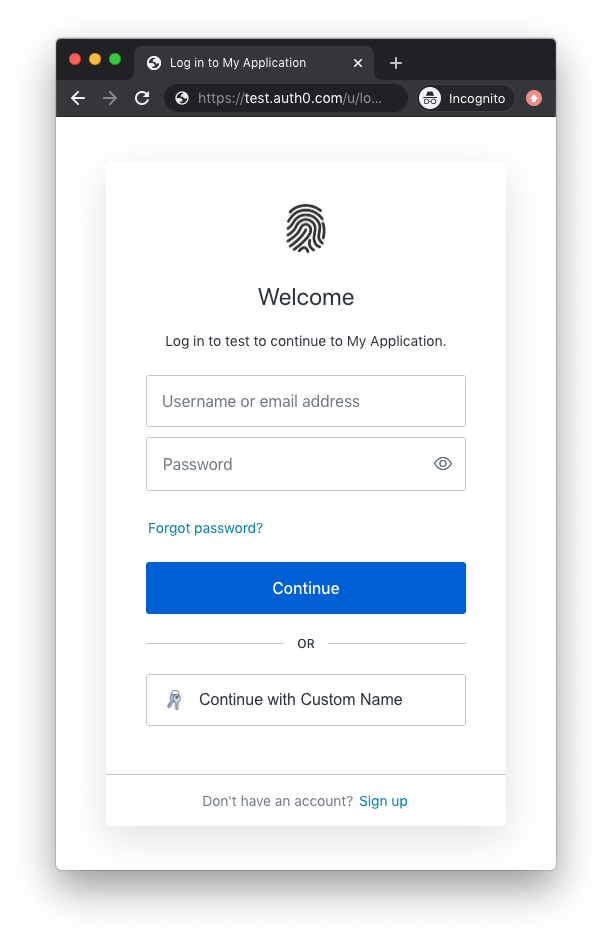 Log in to My Application
https://test.auth0.com/u/lo...
Incognito
Welcome
Log in to test to continue to My Application.
Username or email address
Password
Forgot password?
Continue
OR
Continue with Custom Name
Don't have an account? Sign up